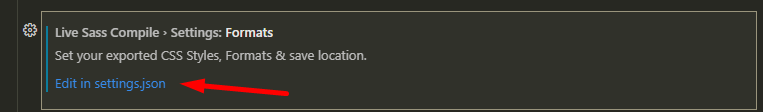 Live Sass Compile › Settings: Formats
Set your exported CSS Styles, Formats & save location.
Edit in settings.json